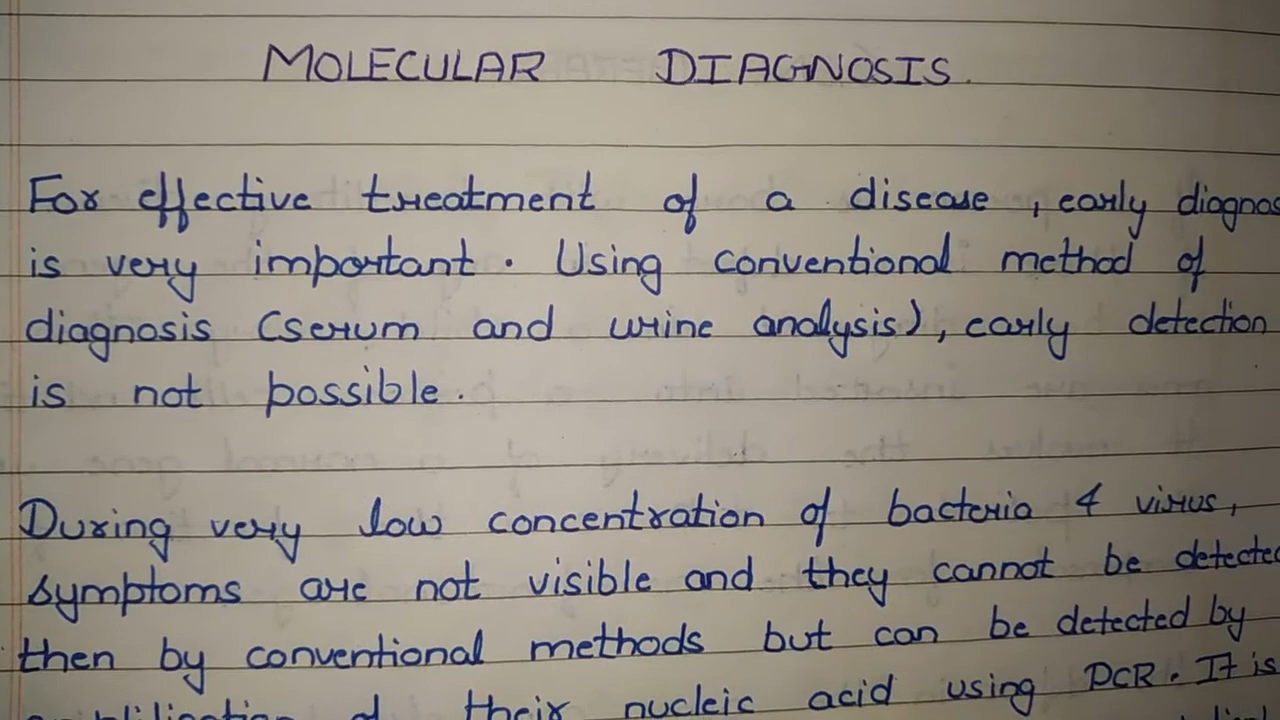 MOLECULAR DIAGNOSIS.
For effective treatment of a disease, early diagnos
is very important. Using conventional method of
diagnosis (serum and urine analysis), early detection
is not possible.
During very low concentration of bacteria & virus,
symptoms are not visible and they cannot be detected
then by conventional methods but can be detected by
their nucleic acid using PCR. It is